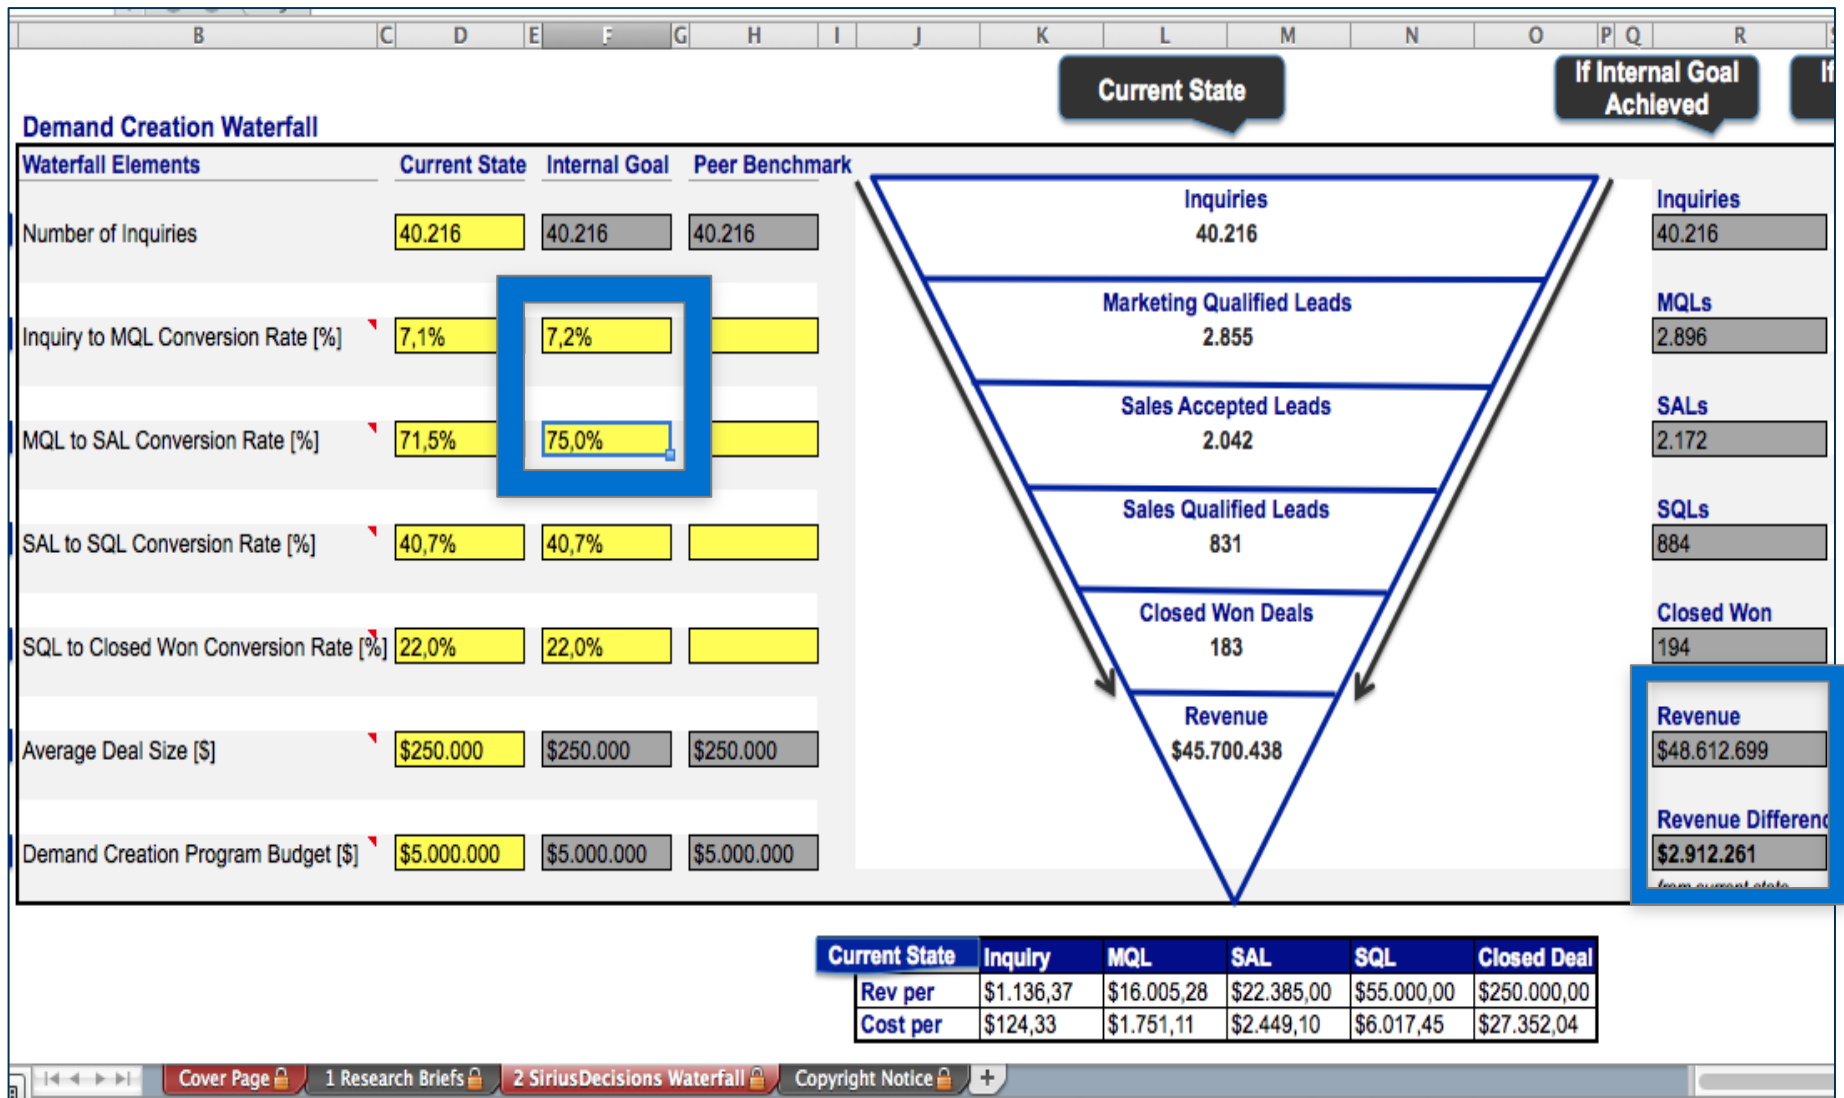 B C D E F G H I J K L M N O P Q R
Current State
If Internal Goal
Achieved
If
Demand Creation Waterfall
Waterfall Elements Current State Internal Goal Peer Benchmark
Number of Inquiries 40.216 40.216 40.216
Inquiry to MQL Conversion Rate [%] 7,1% 7,2%
MQL to SAL Conversion Rate [%] 71,5% 75,0%
SAL to SQL Conversion Rate [%] 40,7% 40,7%
SQL to Closed Won Conversion Rate [%] 22,0% 22,0%
Average Deal Size [$] $250.000 $250.000 $250.000
Demand Creation Program Budget [$] $5.000.000 $5.000.000 $5.000.000
Inquiries
40.216
Marketing Qualified Leads
2.855
Sales Accepted Leads
2.042
Sales Qualified Leads
831
Closed Won Deals
183
Revenue
$45.700.438
Inquiries
40.216
MQLs
2.896
SALs
2.172
SQLs
884
Closed Won
194
Revenue
$48.612.699
Revenue Differenc
$2.912.261
from current state
Current State Inquiry MQL SAL SQL Closed Deal
Rev per $1.136,37 $16.005,28 $22.385,00 $55.000,00 $250.000,00
Cost per $124,33 $1.751,11 $2.449,10 $6.017,45 $27.352,04
Cover Page 1 Research Briefs 2 SiriusDecisions Waterfall Copyright Notice +